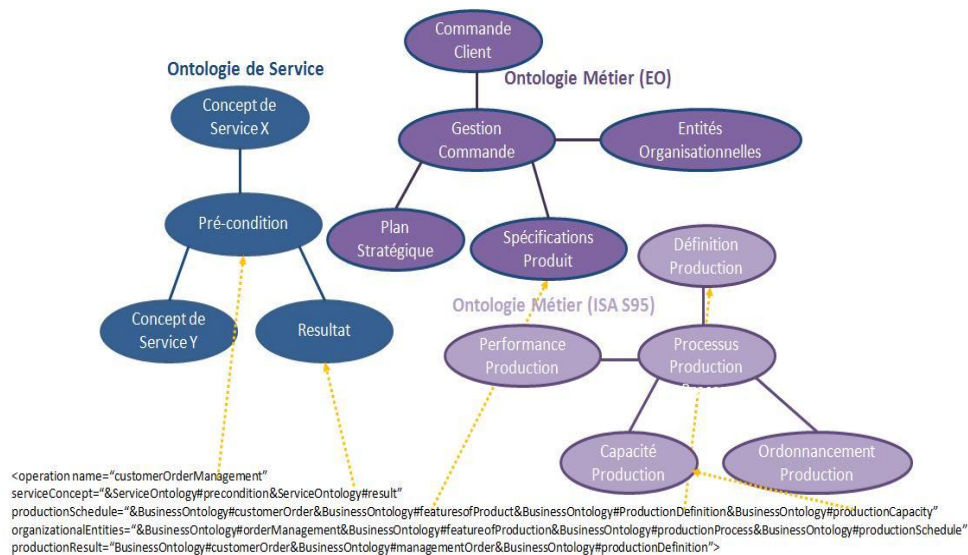 Commande
Client
Ontologie de Service
Ontologie Métier (EO)
Concept de
Service X
Gestion
Commande
Entités
Organisationnelles
Pré-condition
Plan
Stratégique
Spécifications
Produit
Définition
Production
Ontologie Métier (ISA S95)
Concept de
Service Y
Resultat
Performance
Production
Processus
Production
Capacité
Production
Ordonnancement
Production
<operation name="customerOrderManagement"
serviceConcept="&ServiceOntology#precondition&ServiceOntology#result"
productionSchedule="&BusinessOntology#customerOrder&BusinessOntology#featuresofProduct&BusinessOntology#ProductionDefinition&BusinessOntology#productionCapacity"
organizationalEntities="&BusinessOntology#orderManagement&BusinessOntology#featureofProduction&BusinessOntology#productionProcess&BusinessOntology#productionSchedule"
productionResult="BusinessOntology#customerOrder&BusinessOntology#managementOrder&BusinessOntology#productionDefinition">